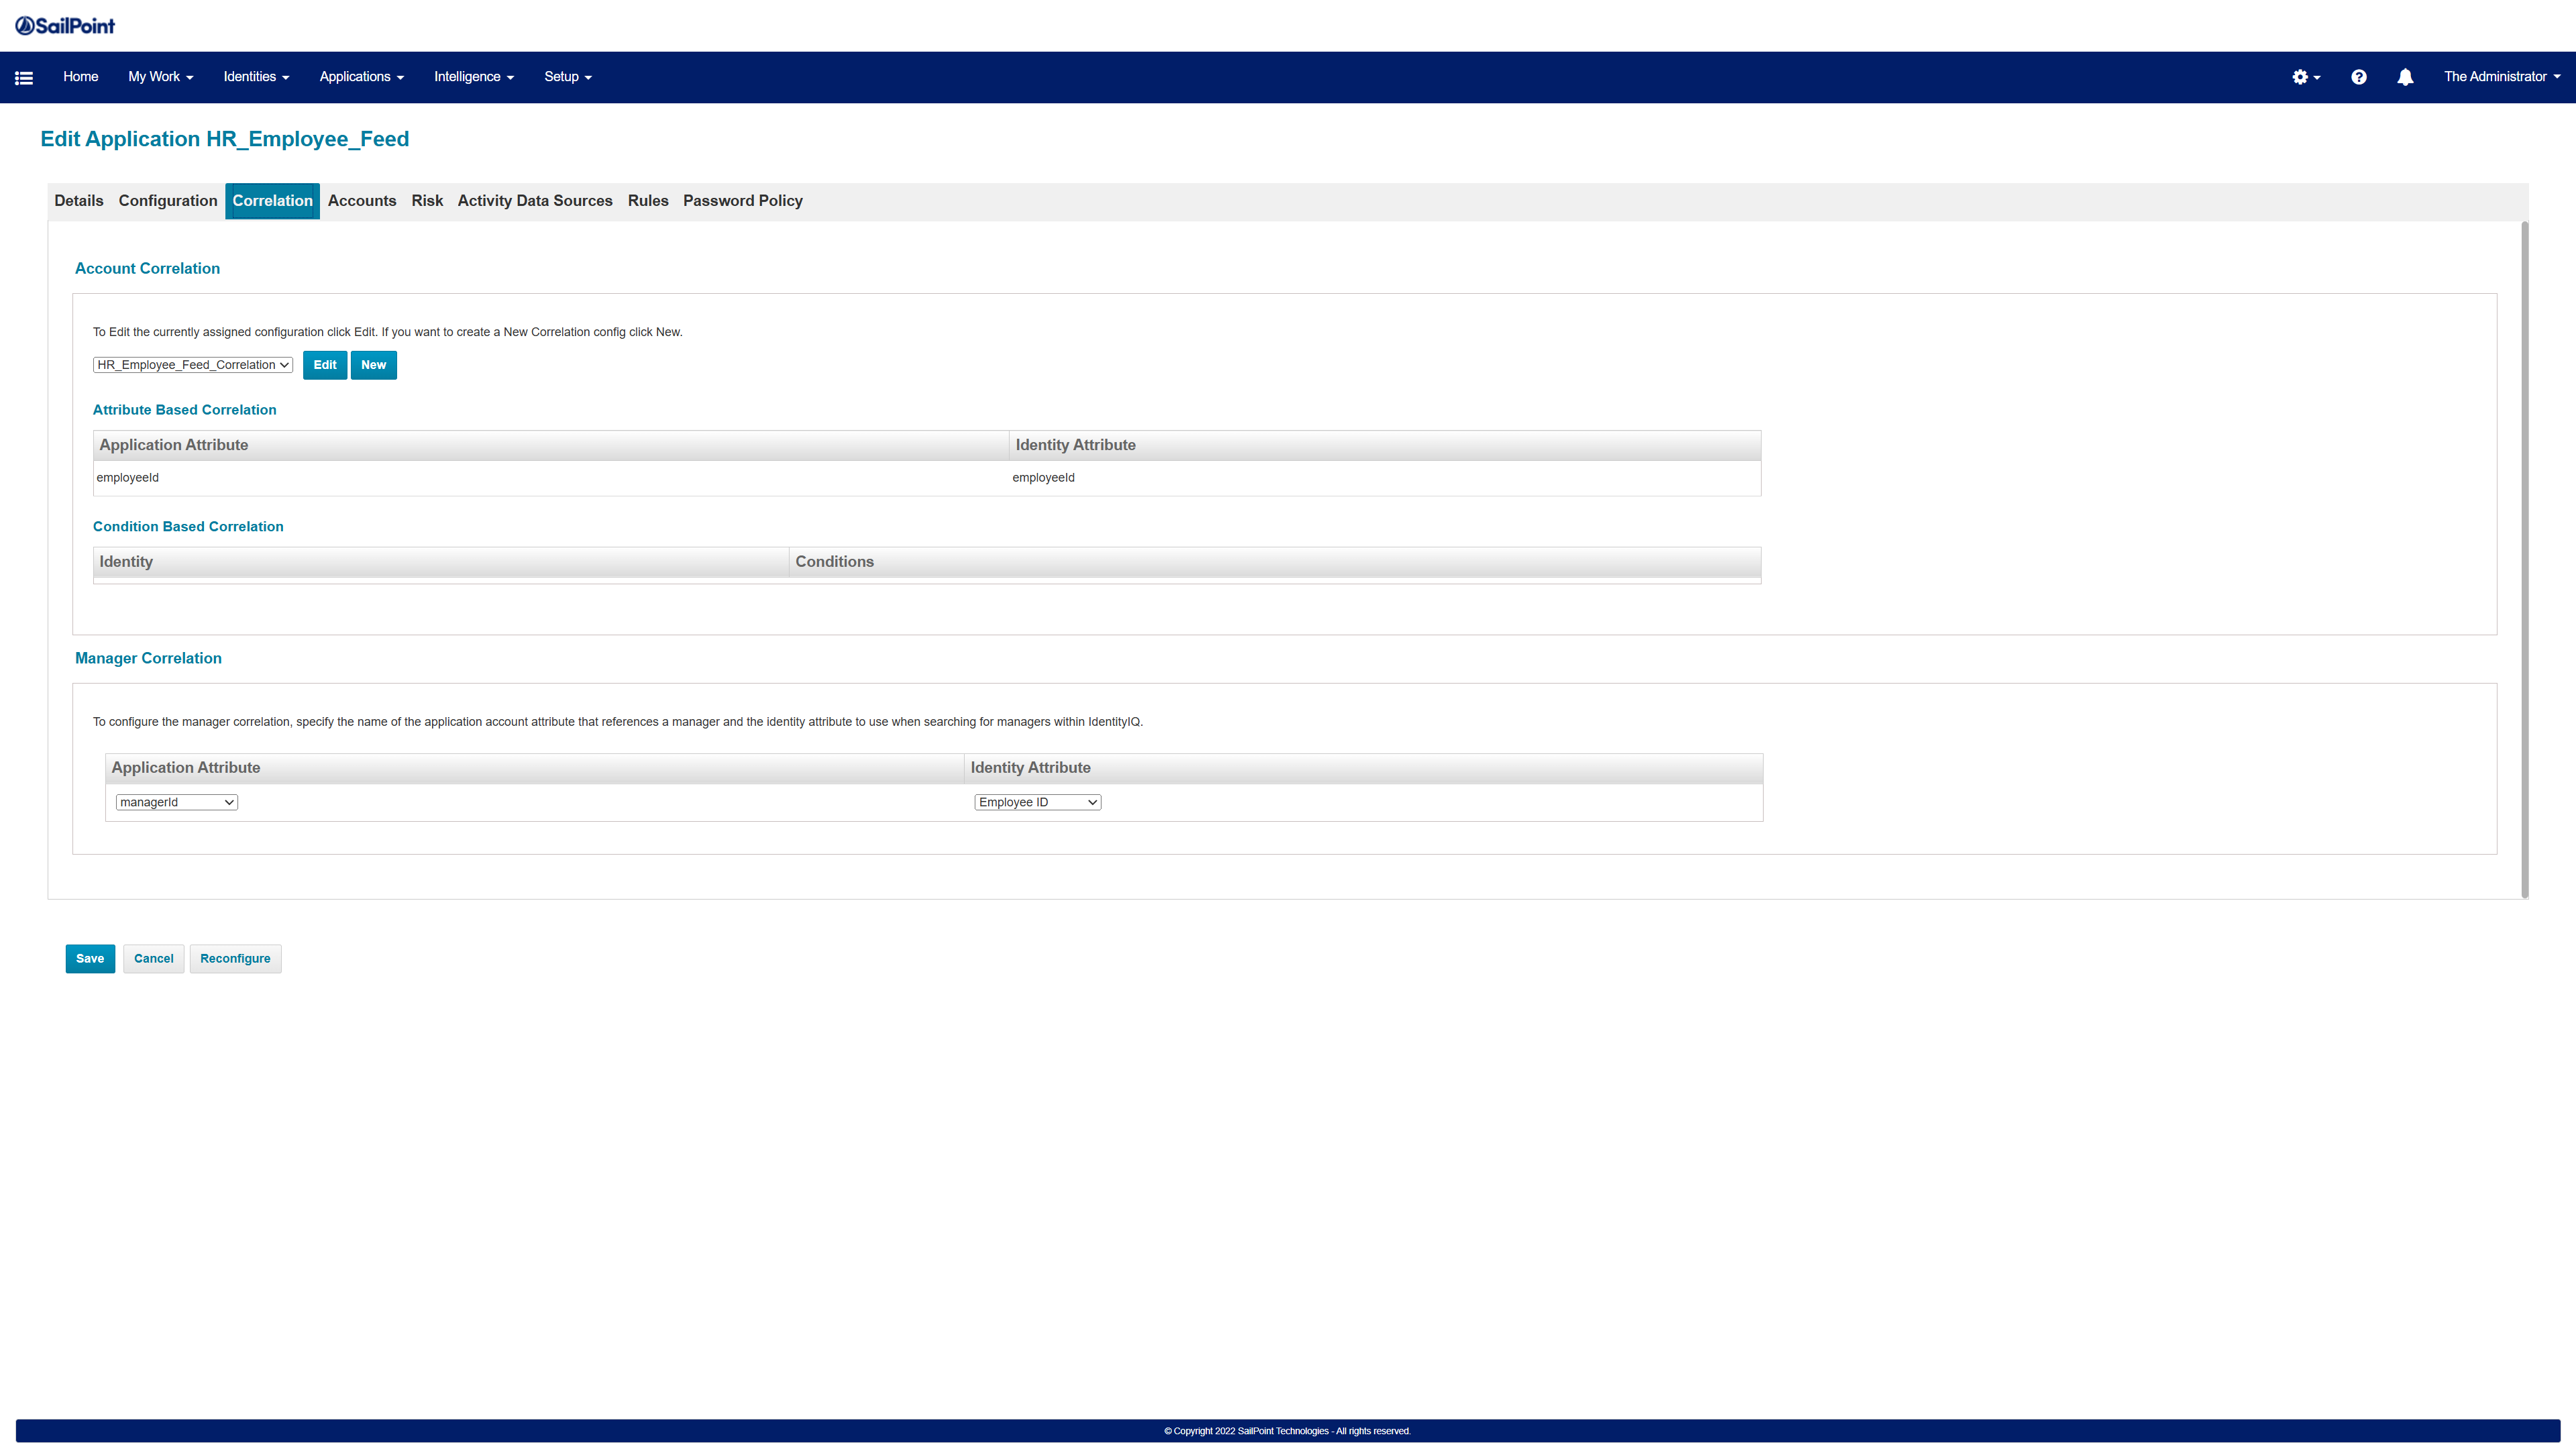 SailPoint
Home My Work Identities Applications Intelligence Setup The Administrator
Edit Application HR_Employee_Feed
Details Configuration Correlation Accounts Risk Activity Data Sources Rules Password Policy
Account Correlation
To Edit the currently assigned configuration click Edit. If you want to create a New Correlation config click New.
HR_Employee_Feed_Correlation Edit New
Attribute Based Correlation
Application Attribute Identity Attribute
employeeId employeeId
Condition Based Correlation
Identity Conditions
Manager Correlation
To configure the manager correlation, specify the name of the application account attribute that references a manager and the identity attribute to use when searching for managers within IdentityIQ.
Application Attribute Identity Attribute
managerId Employee ID
Save Cancel Reconfigure
© Copyright 2022 SailPoint Technologies - All rights reserved.